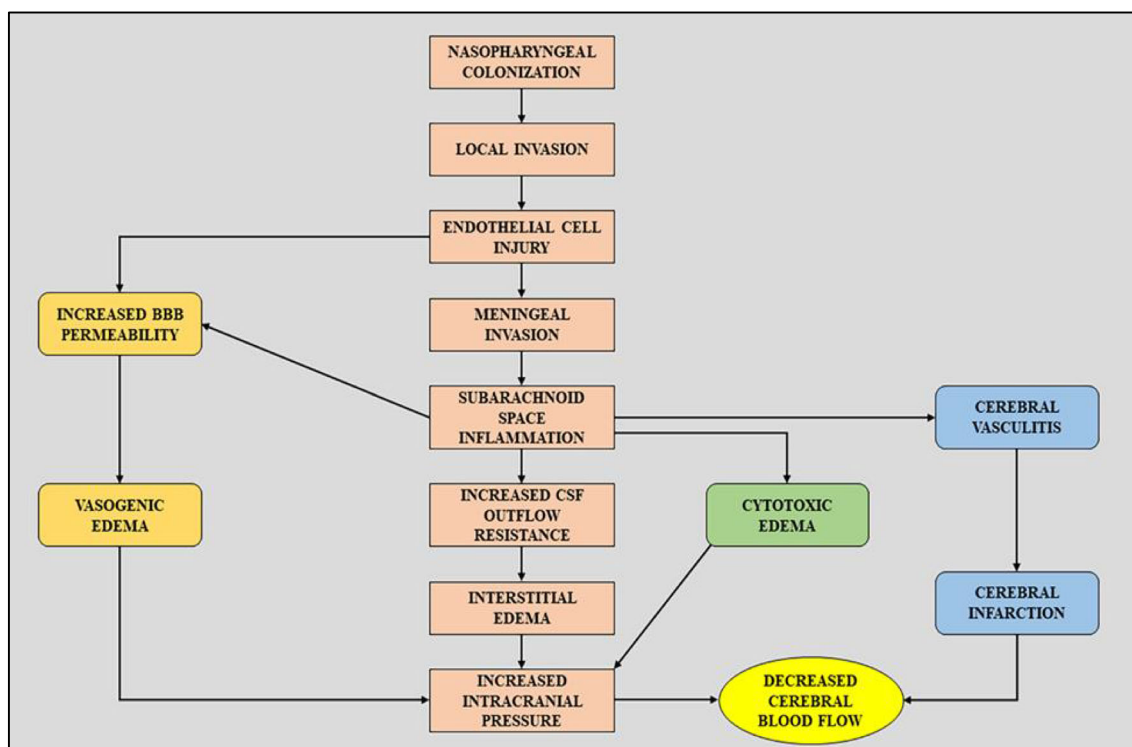 NASOPHARYNGEAL
COLONIZATION
LOCAL INVASION
ENDOTHELIAL CELL
INJURY
INCREASED BBB
PERMEABILITY
MENINGEAL
INVASION
SUBARACHNOID
SPACE
INFLAMMATION
CEREBRAL
VASCULITIS
VASOGENIC
EDEMA
INCREASED CSF
OUTFLOW
RESISTANCE
CYTOTOXIC
EDEMA
INTERSTITIAL
EDEMA
CEREBRAL
INFARCTION
INCREASED
INTRACRANIAL
PRESSURE
DECREASED
CEREBRAL
BLOOD FLOW